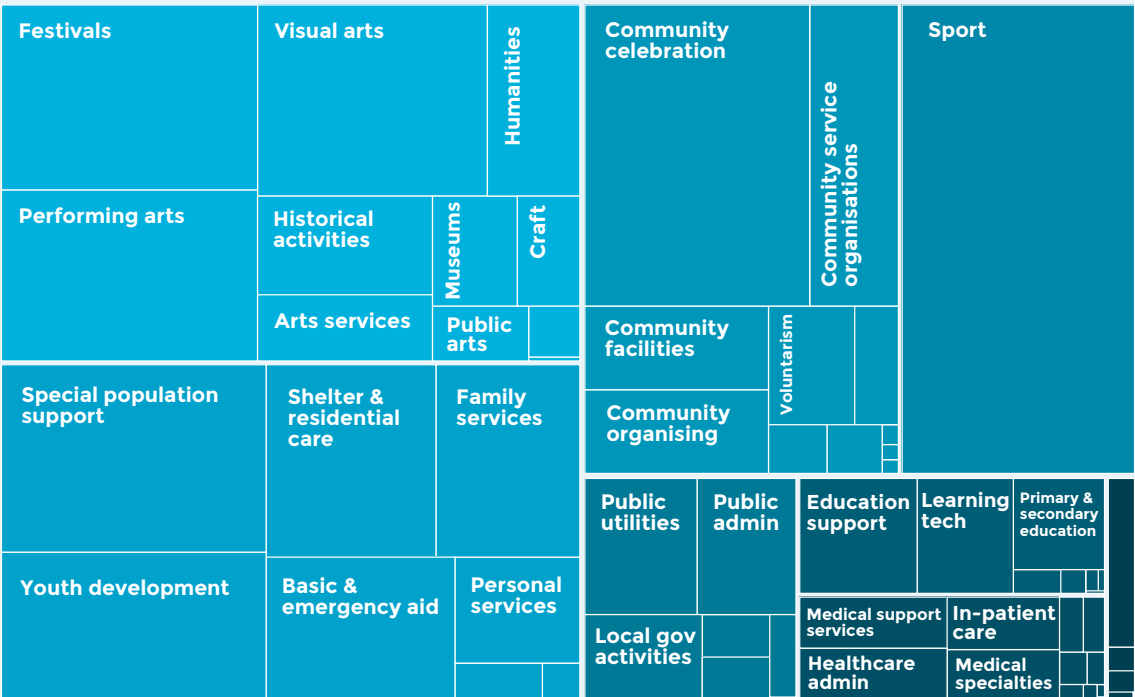 Festivals
Visual arts
Humanities
Performing arts
Historical
activities
Museums
Craft
Arts services
Public
arts
Community
celebration
Community service
organisations
Community
facilities
Voluntarism
Community
organising
Sport
Special population
support
Shelter &
residential
care
Family
services
Youth development
Basic &
emergency aid
Personal
services
Public
utilities
Public
admin
Local gov
activities
Education
support
Learning
tech
Primary &
secondary
education
Medical support
services
In-patient
care
Healthcare
admin
Medical
specialties